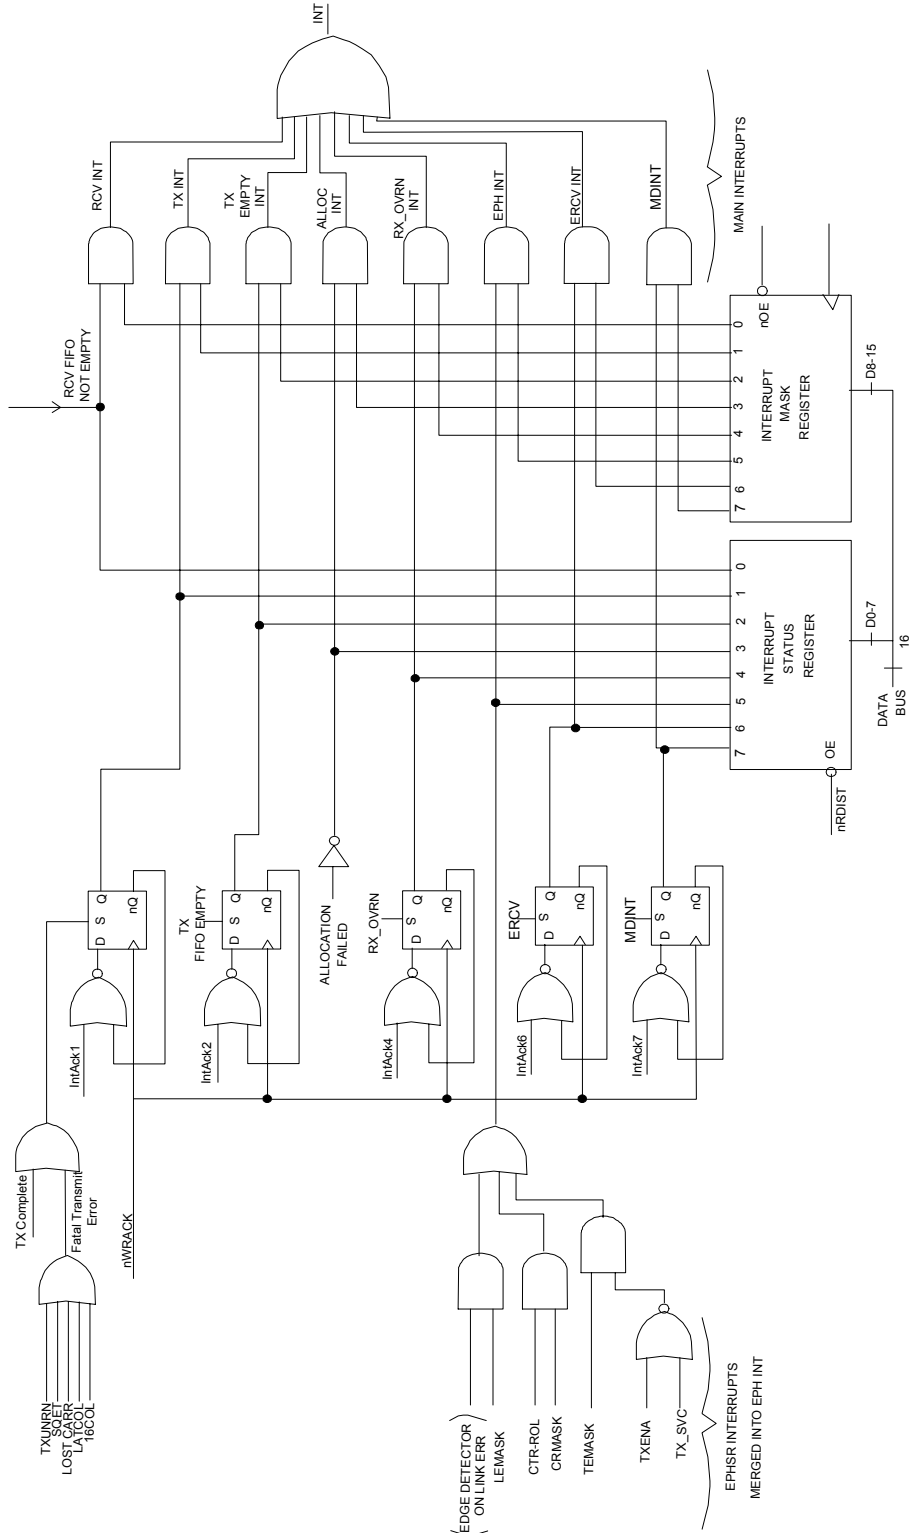 INT
RCV INT
TX INT
TX
EMPTY
INT
ALLOC
INT
RX_OVRN
INT
EPH INT
ERCV INT
MDINT
MAIN INTERRUPTS
RCV FIFO
NOT EMPTY
0
1
2
3
4
5
6
7
nOE
INTERRUPT
MASK
REGISTER
D8-15
0
1
2
3
4
5
6
7
INTERRUPT
STATUS
REGISTER
OE
nRDIST
D0-7
16
DATA
BUS
D
S
Q
nQ
IntAck1
TX
FIFO EMPTY
D
S
Q
nQ
IntAck2
ALLOCATION
FAILED
RX_OVRN
D
S
Q
nQ
IntAck4
ERCV
D
S
Q
nQ
IntAck6
MDINT
D
S
Q
nQ
IntAck7
TX Complete
Fatal Transmit
Error
nWRACK
TXUNRN
SQET
LOST CARR
LATCOL
16COL
EDGE DETECTOR
ON LINK ERR
LEMASK
CTR-ROL
CRMASK
TEMASK
TXENA
TX_SVC
EPHSR INTERRUPTS
MERGED INTO EPH INT